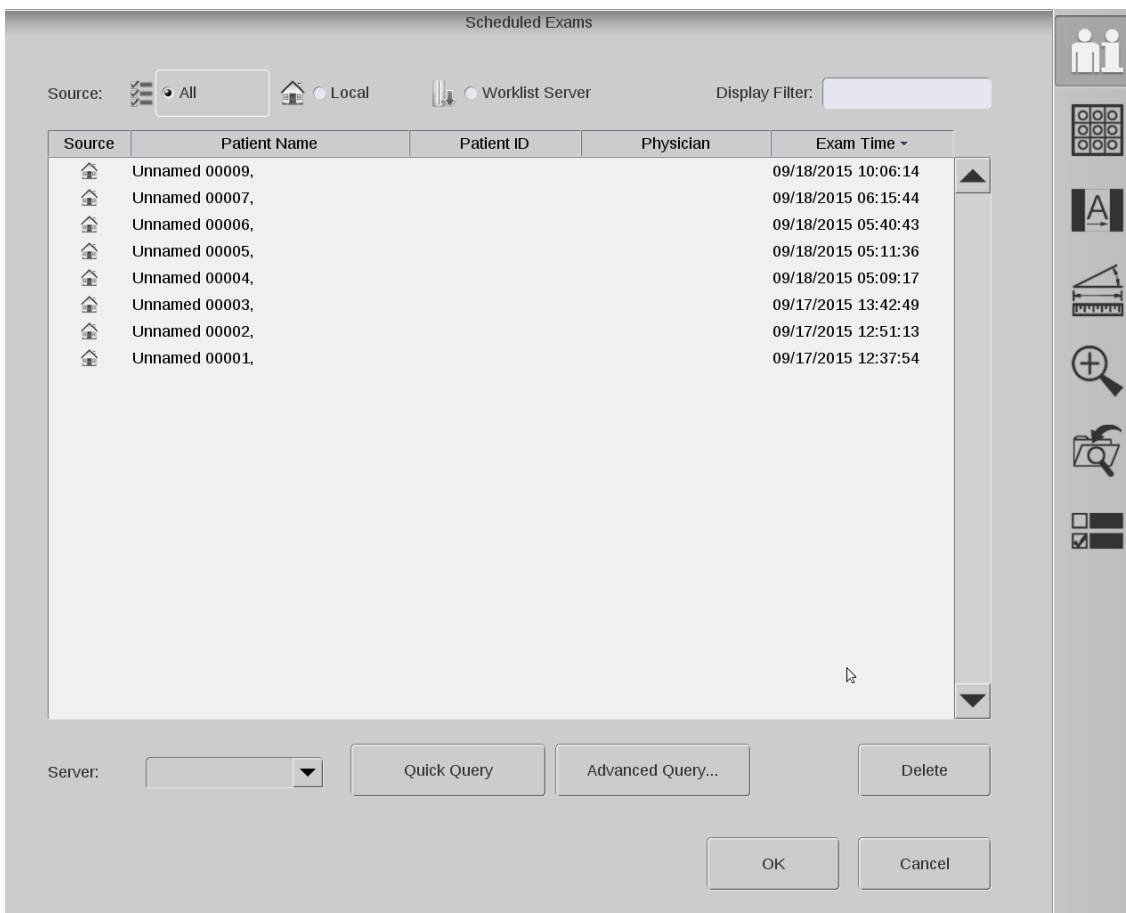 Scheduled Exams
Source: All Local Worklist Server Display Filter:
Source Patient Name Patient ID Physician Exam Time
Unnamed 00009, 09/18/2015 10:06:14
Unnamed 00007, 09/18/2015 06:15:44
Unnamed 00006, 09/18/2015 05:40:43
Unnamed 00005, 09/18/2015 05:11:36
Unnamed 00004, 09/18/2015 05:09:17
Unnamed 00003, 09/17/2015 13:42:49
Unnamed 00002, 09/17/2015 12:51:13
Unnamed 00001, 09/17/2015 12:37:54
Server: Quick Query Advanced Query... Delete
OK Cancel
A